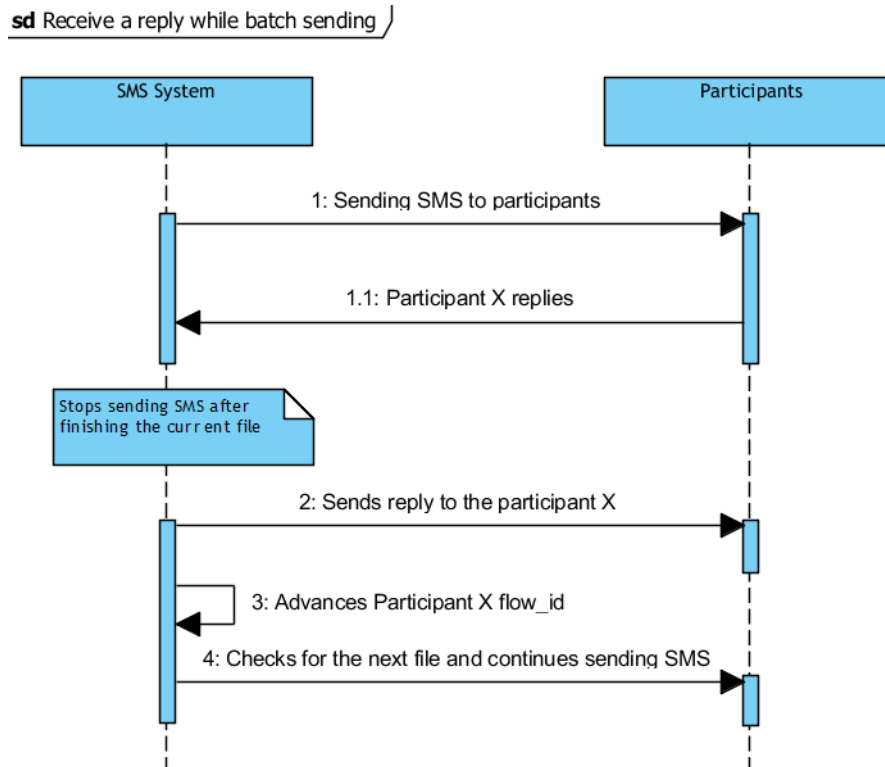 sd Receive a reply while batch sending
SMS System
Participants
1: Sending SMS to participants
1.1: Participant X replies
Stops sending SMS after
finishing the current file
2: Sends reply to the participant X
3: Advances Participant X flow_id
4: Checks for the next file and continues sending SMS